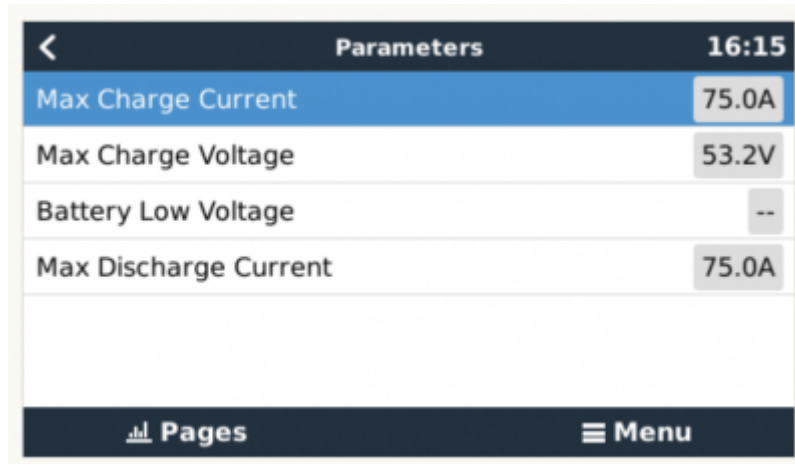 Parameters 16:15
Max Charge Current 75.0A
Max Charge Voltage 53.2V
Battery Low Voltage --
Max Discharge Current 75.0A
Pages Menu